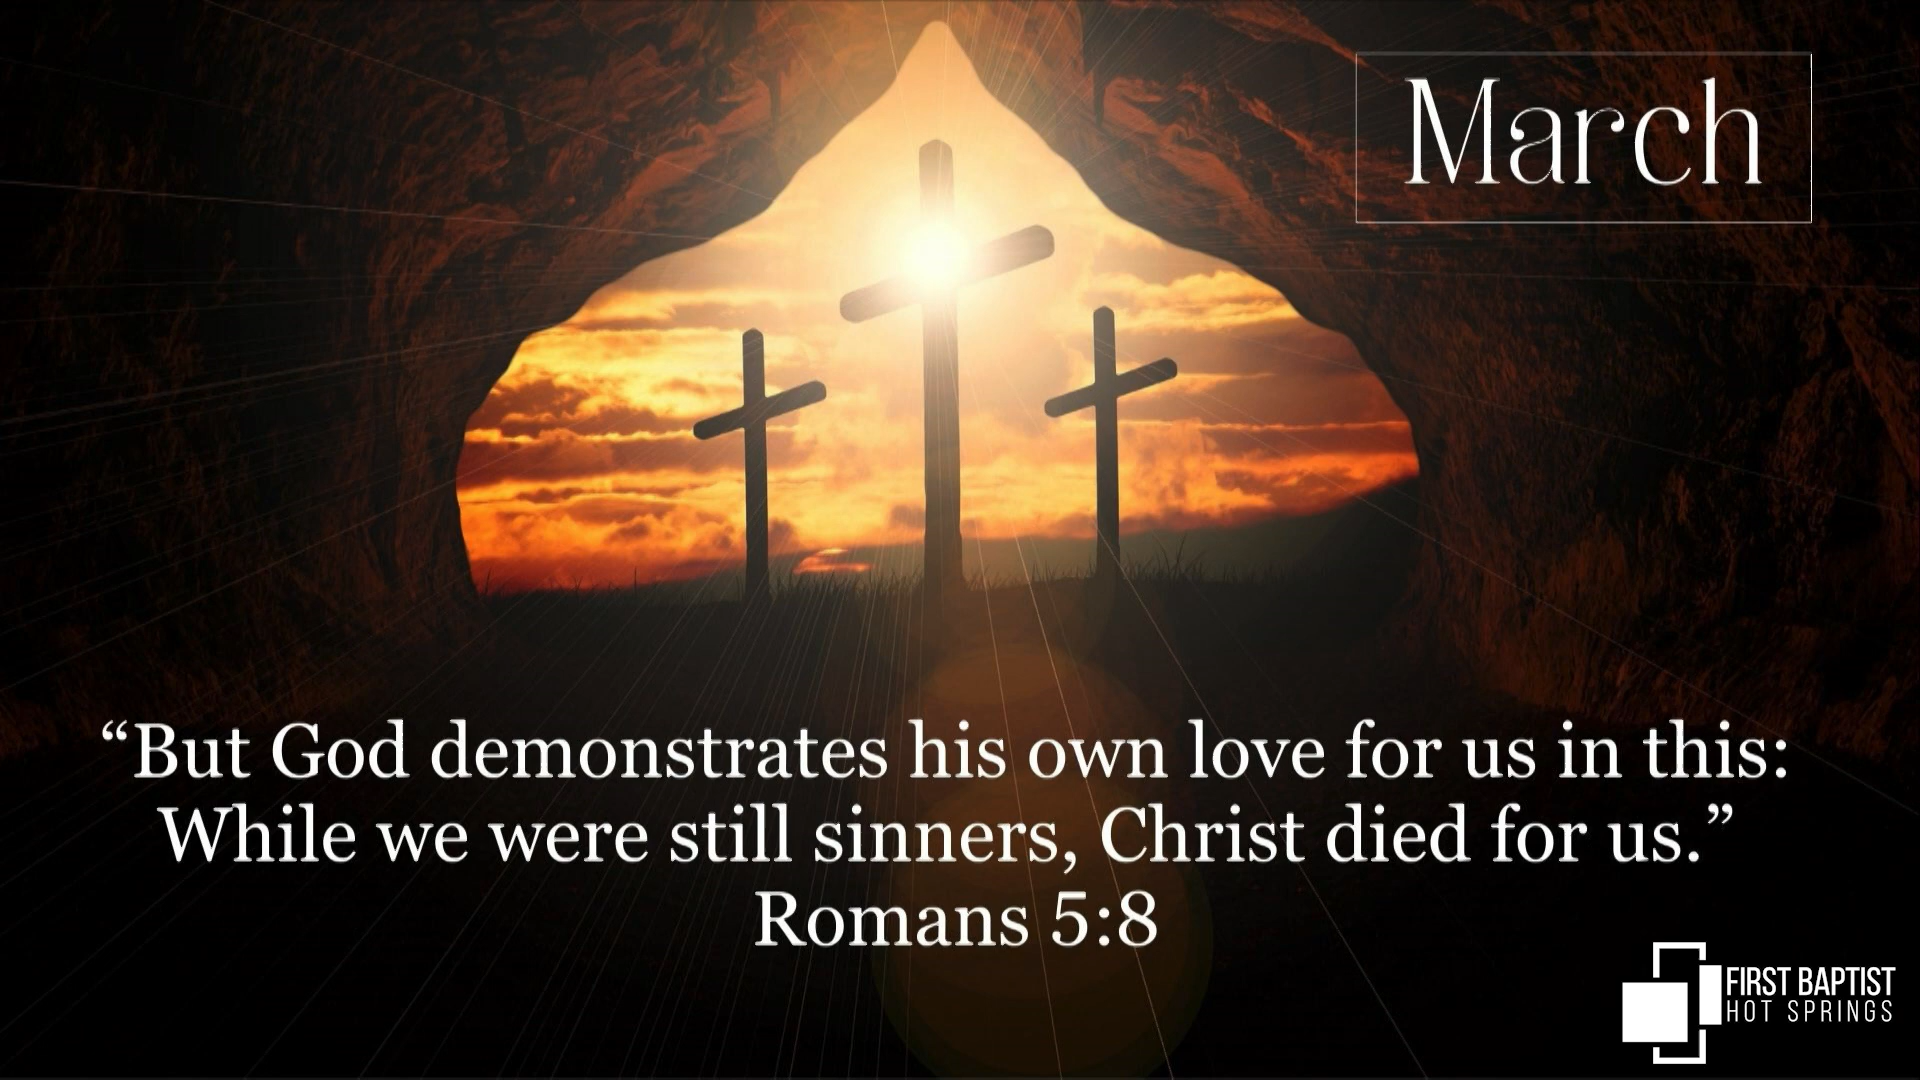 March
“But God demonstrates his own love for us in this:
While we were still sinners, Christ died for us.”
Romans 5:8
FIRST BAPTIST
HOT SPRINGS